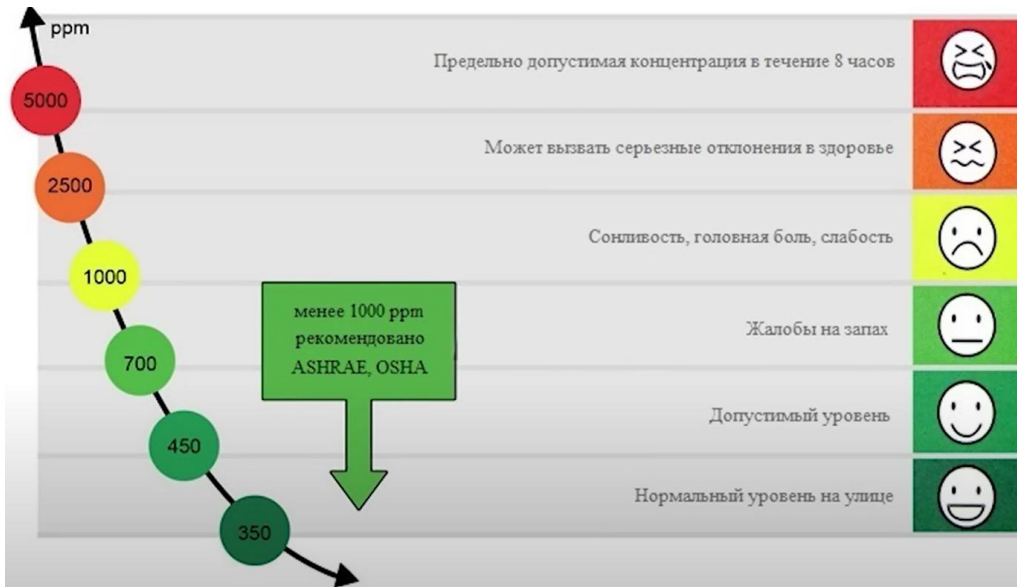 ppm
5000
Предельно допустимая концентрация в течение 8 часов
2500
Может вызвать серьезные отклонения в здоровье
1000
Сонливость, головная боль, слабость
менее 1000 ppm
рекомендовано
ASHRAE, OSHA
700
Жалобы на запах
450
Допустимый уровень
350
Нормальный уровень на улице